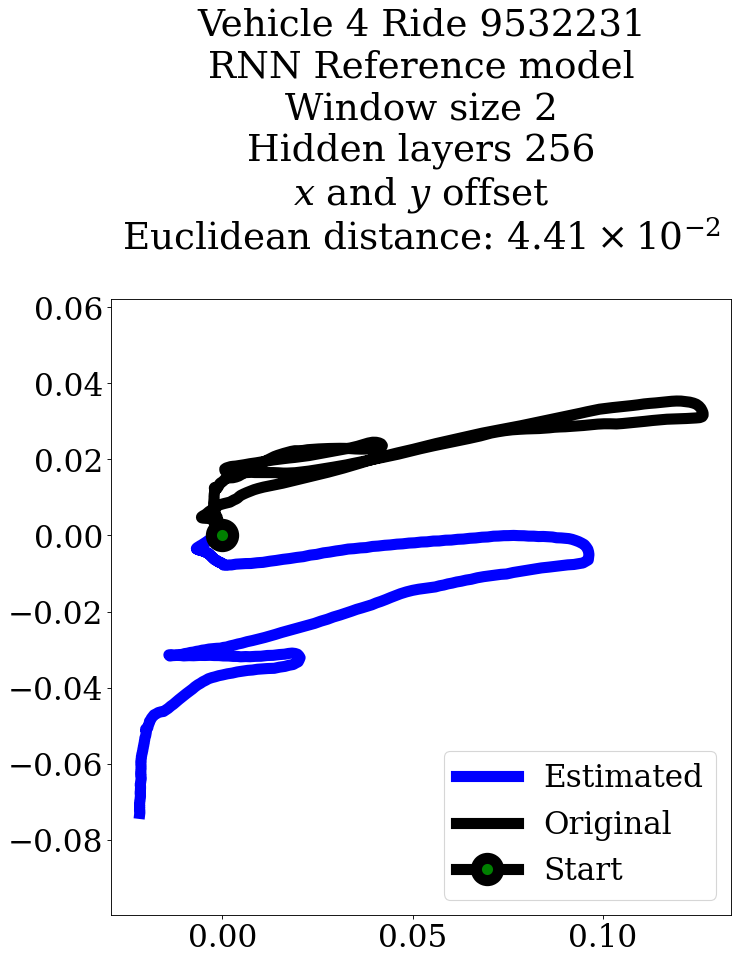 Vehicle 4 Ride 9532231
RNN Reference model
Window size 2
Hidden layers 256
x and y offset
Euclidean distance: 4.41 × 10⁻²
0.06
0.04
0.02
0.00
−0.02
−0.04
−0.06
−0.08
Estimated
Original
Start
0.00 0.05 0.10